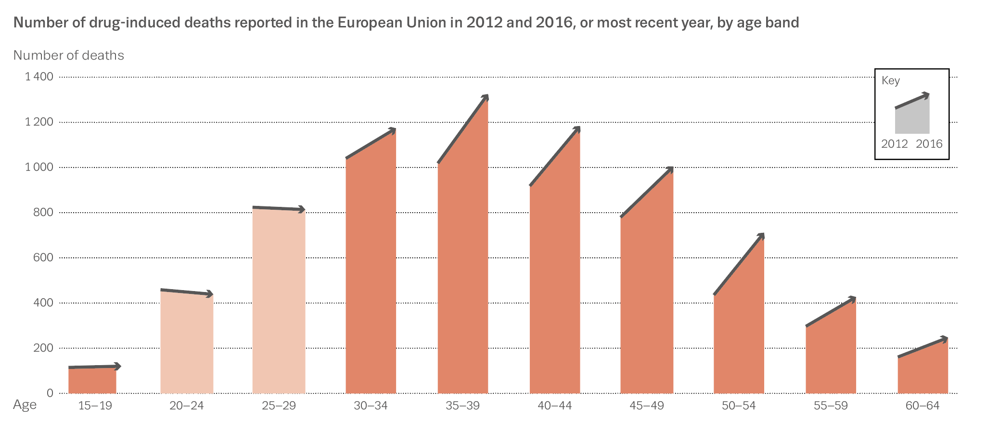 Number of drug-induced deaths reported in the European Union in 2012 and 2016, or most recent year, by age band
Number of deaths
1 400
Key
2012 2016
1 200
1 000
800
600
400
200
0
Age 15–19 20–24 25–29 30–34 35–39 40–44 45–49 50–54 55–59 60–64